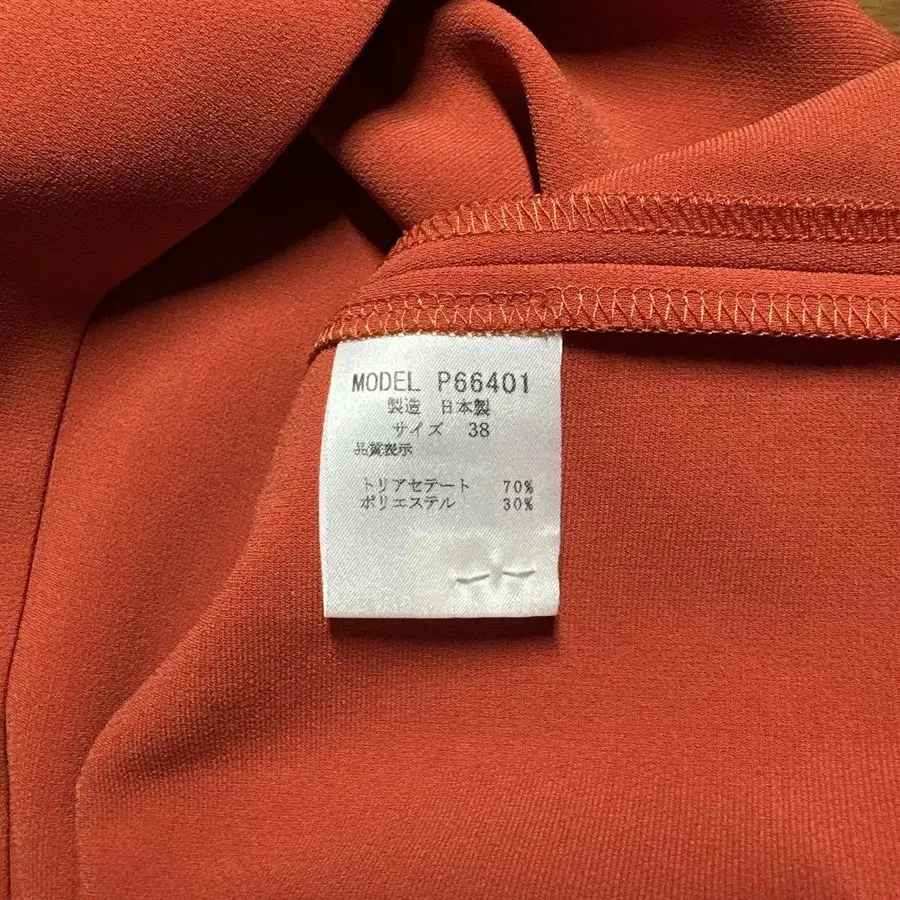 MODEL P66401
製造 日本製
サイズ 38
品質表示
トリアセテート 70%
ポリエステル 30%